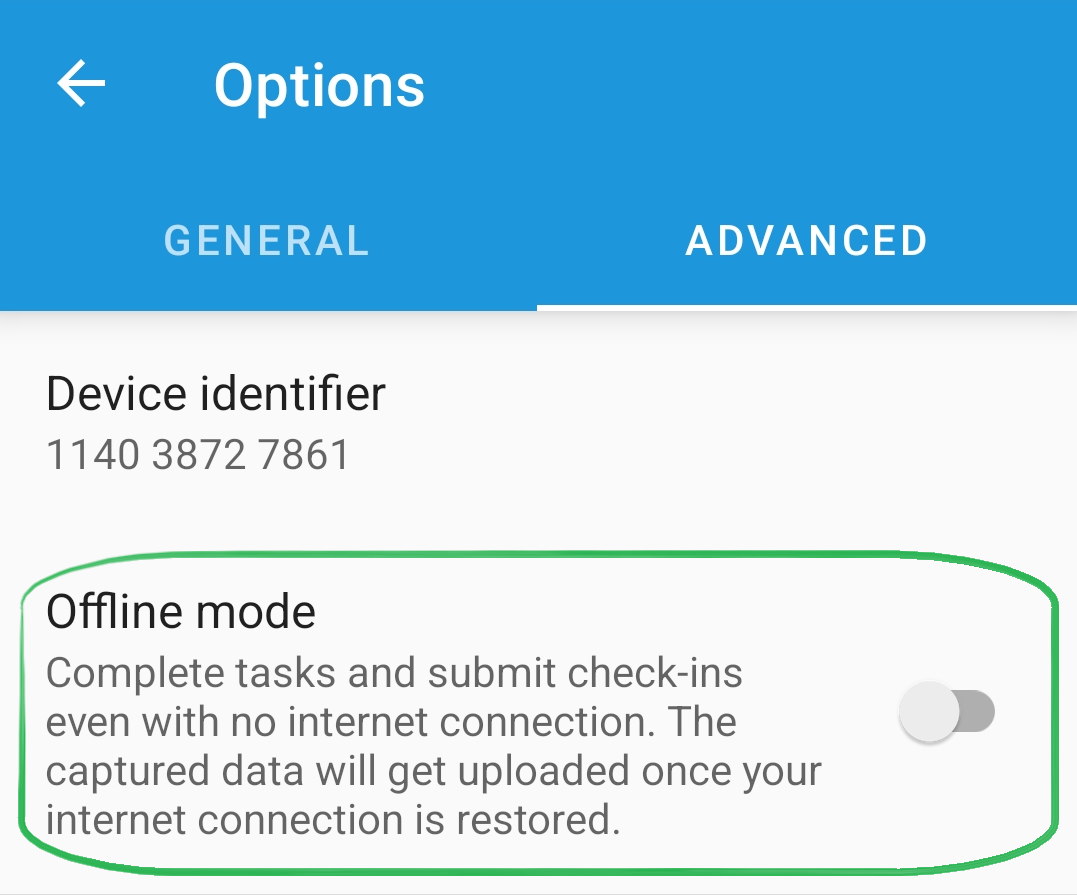 Options
GENERAL
ADVANCED
Device identifier
1140 3872 7861
Offline mode
Complete tasks and submit check-ins
even with no internet connection. The
captured data will get uploaded once your
internet connection is restored.